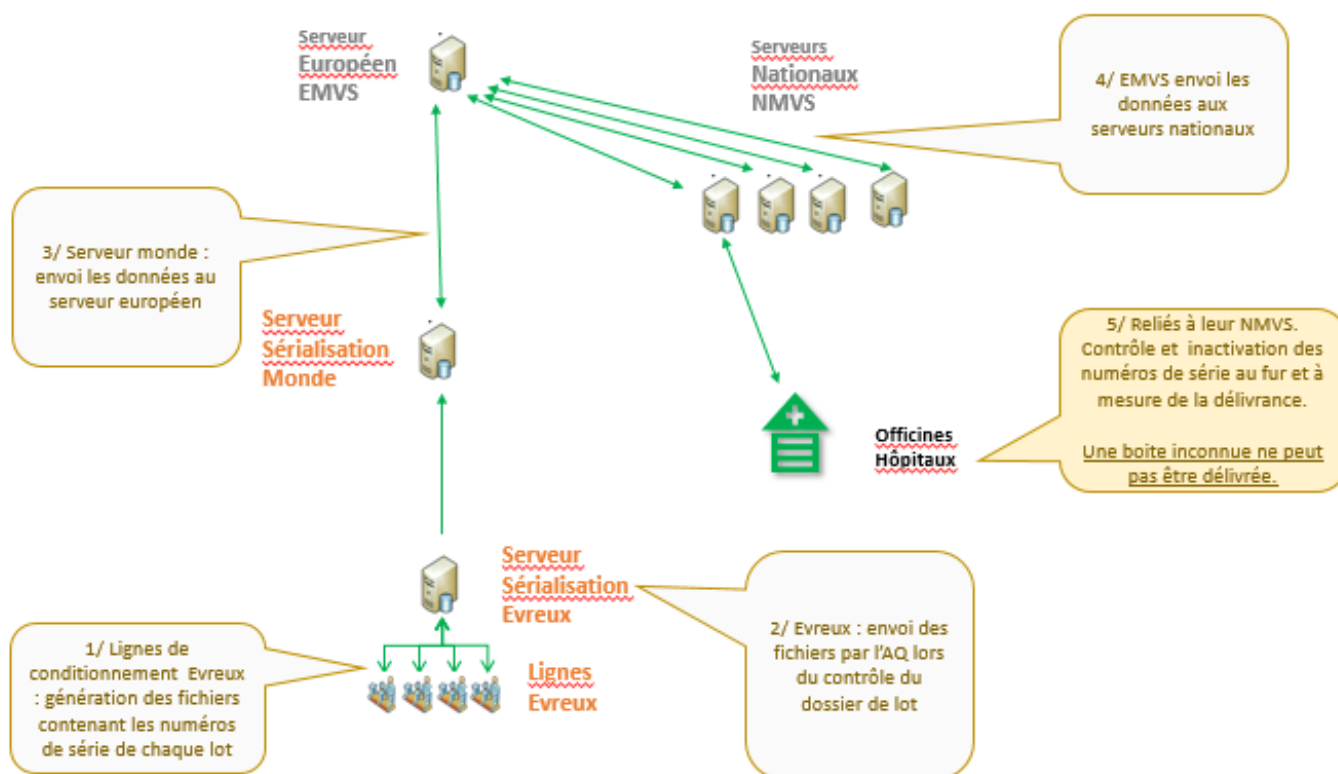 Serveur
Européen
EMVS
Serveurs
Nationaux
NMVS
4/ EMVS envoi les
données aux
serveurs nationaux
3/ Serveur monde :
envoi les données au
serveur européen
Serveur
Sérialisation
Monde
5/ Reliés à leur NMVS.
Contrôle et inactivation des
numéros de série au fur et à
mesure de la délivrance.
Une boite inconnue ne peut
pas être délivrée.
Officines
Hôpitaux
Serveur
Sérialisation
Evreux
1/ Lignes de
conditionnement Evreux
: génération des fichiers
contenant les numéros
de série de chaque lot
Lignes
Evreux
2/ Evreux : envoi des
fichiers par l'AQ lors
du contrôle du
dossier de lot